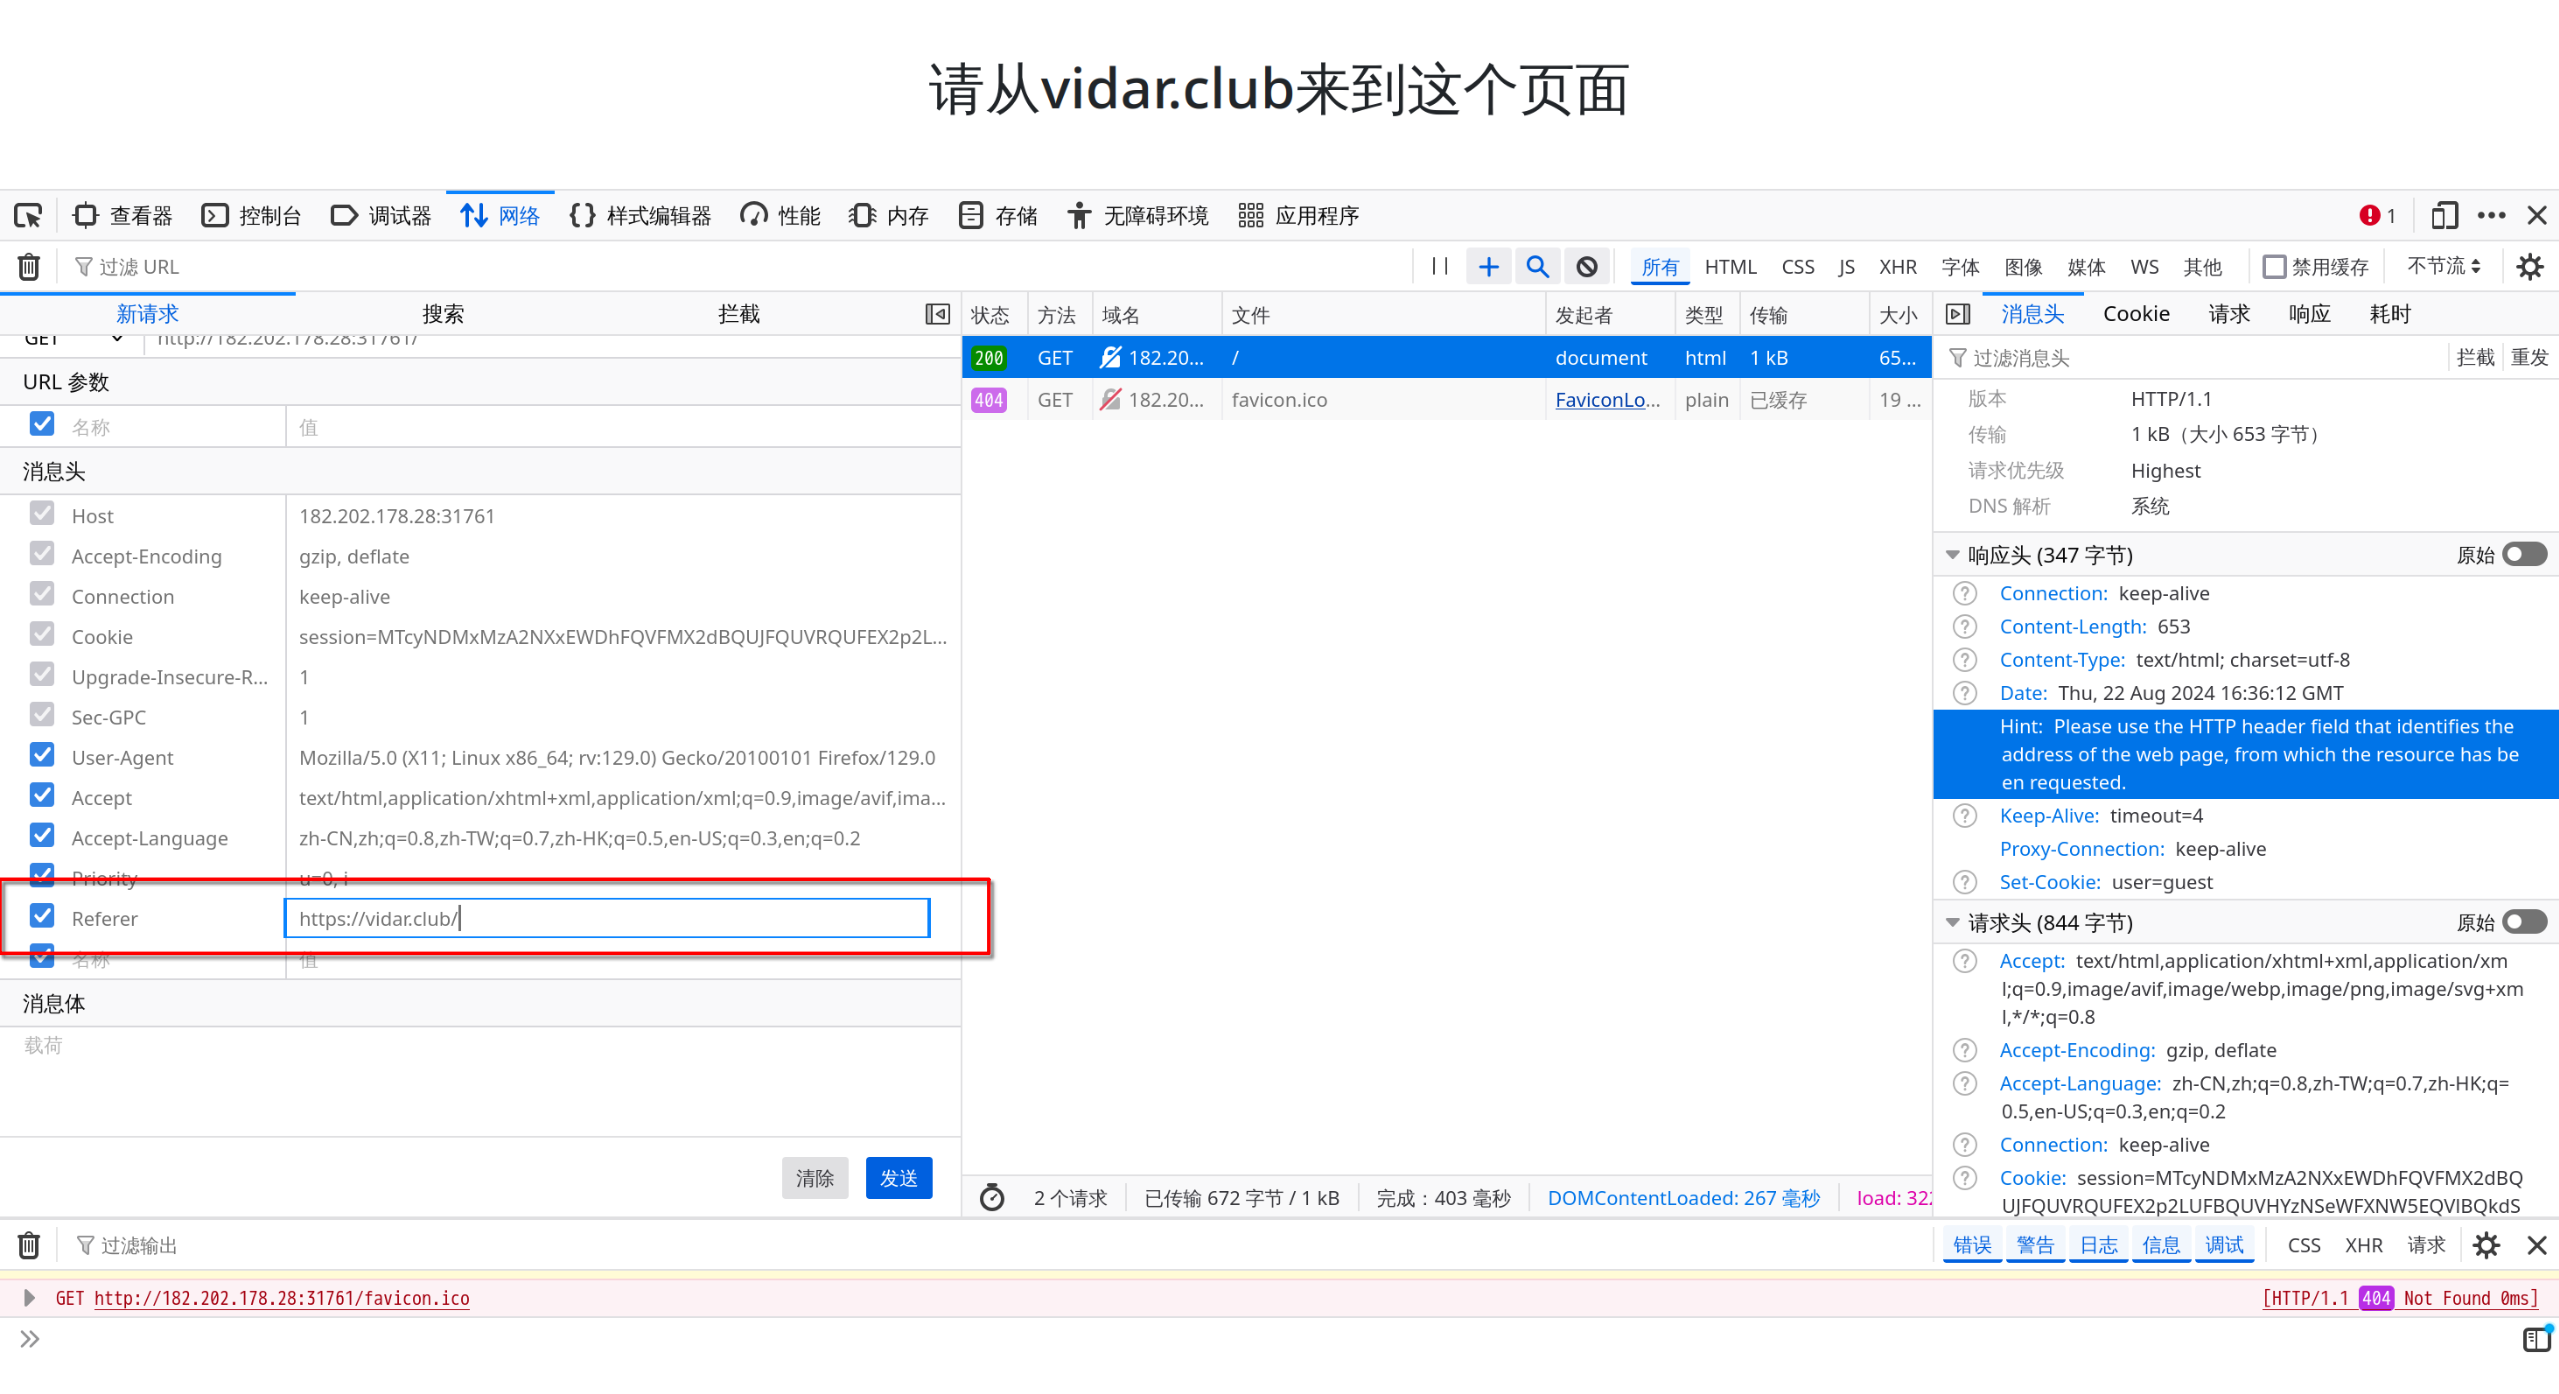 请从vidar.club来到这个页面
查看器 控制台 调试器 网络 样式编辑器 性能 内存 存储 无障碍环境 应用程序 1
过滤 URL 所有 HTML CSS JS XHR 字体 图像 媒体 WS 其他 禁用缓存 不节流
新请求 搜索 拦截
GET http://182.202.178.28:31761/
URL 参数
名称 值
消息头
Host 182.202.178.28:31761
Accept-Encoding gzip, deflate
Connection keep-alive
Cookie session=MTcyNDMxMzA2NXxEWDhFQVFMX2dBQUJFQUVRQUFEX2p2L...
Upgrade-Insecure-R... 1
Sec-GPC 1
User-Agent Mozilla/5.0 (X11; Linux x86_64; rv:129.0) Gecko/20100101 Firefox/129.0
Accept text/html,application/xhtml+xml,application/xml;q=0.9,image/avif,ima...
Accept-Language zh-CN,zh;q=0.8,zh-TW;q=0.7,zh-HK;q=0.5,en-US;q=0.3,en;q=0.2
Priority u=0, i
Referer https://vidar.club/
名称 值
消息体
载荷
清除 发送
状态 方法 域名 文件 发起者 类型 传输 大小
200 GET 182.20... / document html 1 kB 65...
404 GET 182.20... favicon.ico FaviconLo... plain 已缓存 19 ...
2 个请求 已传输 672 字节 / 1 kB 完成：403 毫秒 DOMContentLoaded: 267 毫秒 load: 32
消息头 Cookie 请求 响应 耗时
过滤消息头 拦截 重发
版本 HTTP/1.1
传输 1 kB（大小 653 字节）
请求优先级 Highest
DNS 解析 系统
响应头 (347 字节) 原始
Connection: keep-alive
Content-Length: 653
Content-Type: text/html; charset=utf-8
Date: Thu, 22 Aug 2024 16:36:12 GMT
Hint: Please use the HTTP header field that identifies the
address of the web page, from which the resource has be
en requested.
Keep-Alive: timeout=4
Proxy-Connection: keep-alive
Set-Cookie: user=guest
请求头 (844 字节) 原始
Accept: text/html,application/xhtml+xml,application/xm
l;q=0.9,image/avif,image/webp,image/png,image/svg+xm
l,*/*;q=0.8
Accept-Encoding: gzip, deflate
Accept-Language: zh-CN,zh;q=0.8,zh-TW;q=0.7,zh-HK;q=
0.5,en-US;q=0.3,en;q=0.2
Connection: keep-alive
Cookie: session=MTcyNDMxMzA2NXxEWDhFQVFMX2dBQ
UJFQUVRQUFEX2p2LUFBQUVHYzNSeWFXNW5EQVlBQkdS
过滤输出 错误 警告 日志 信息 调试 CSS XHR 请求
GET http://182.202.178.28:31761/favicon.ico [HTTP/1.1 404 Not Found 0ms]